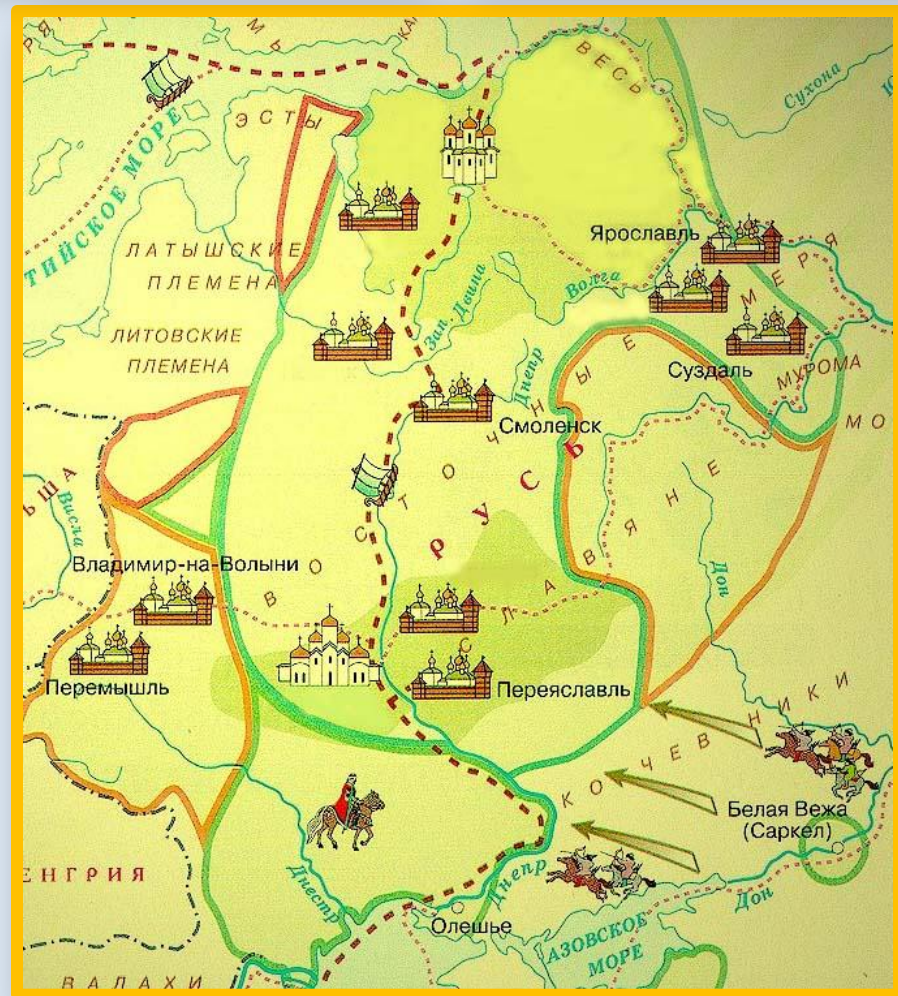 ВЕСЬ
Сухона
ЭСТЫ
ТИЙСКОЕ МОРЕ
Ярославль
ЛАТЫШСКИЕ
ПЛЕМЕНА
Волга
Зап. Двина
МЕРЯ
ЛИТОВСКИЕ
ПЛЕМЕНА
Днепр
Суздаль
МУРОМА
Смоленск
МО
ЬША
Висла
РУСЬ
ВОСТОЧНЫЕ
СЛАВЯНЕ
Дон
Владимир-на-Волыни
Перемышль
Переяславль
КОЧЕВНИКИ
Белая Вежа
(Саркел)
ЕНГРИЯ
Днестр
Днепр
Олешье
Дон
АЗОВСКОЕ
МОРЕ
ВАЛАХИ